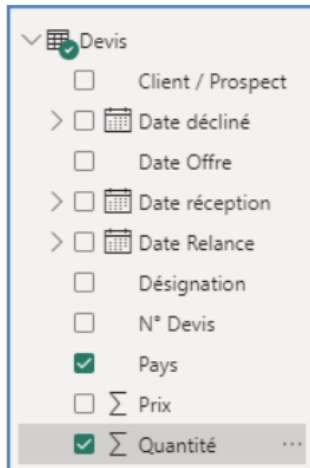 Devis
Client / Prospect
Date décliné
Date Offre
Date réception
Date Relance
Désignation
N° Devis
Pays
∑ Prix
∑ Quantité ...